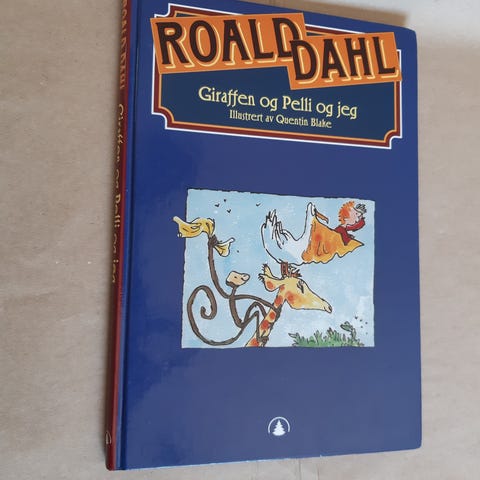 ROALD
DAHL
Giraffen og Pelli og jeg
Illustrert av Quentin Blake
ROALD DAHL Giraffen og Pelli og jeg